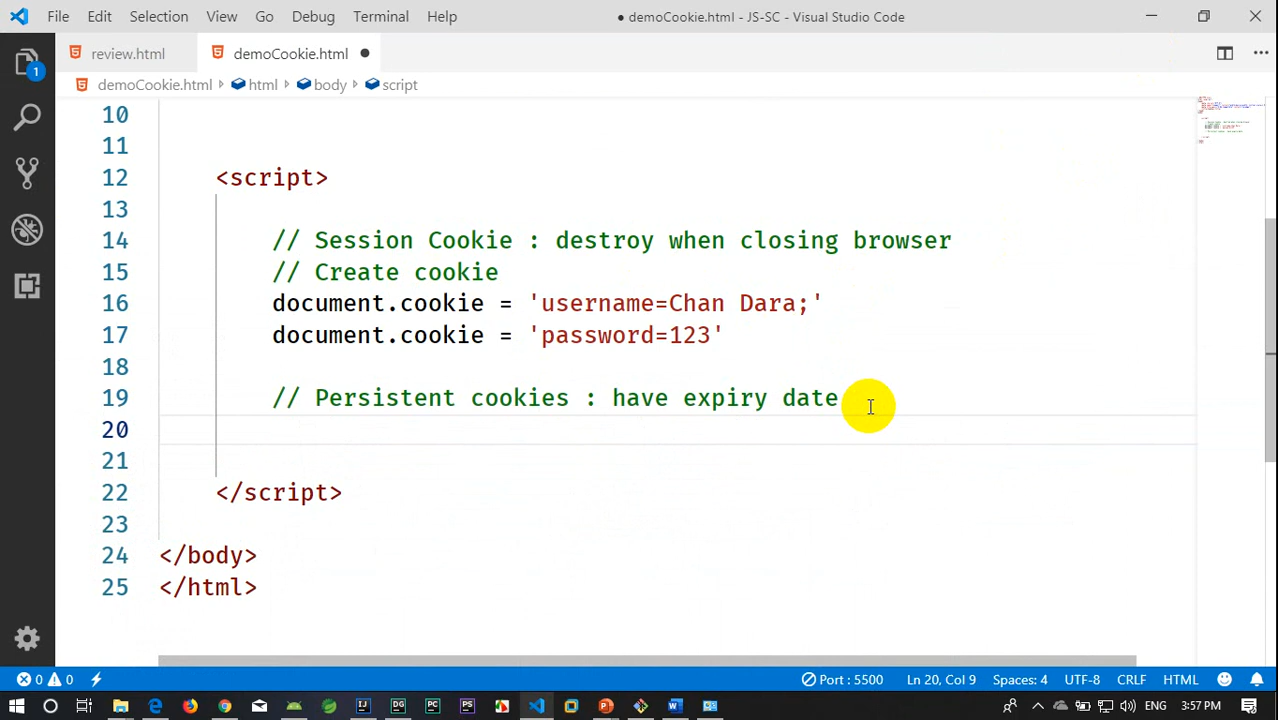 File Edit Selection View Go Debug Terminal Help ● demoCookie.html - JS-SC - Visual Studio Code
review.html demoCookie.html ●
demoCookie.html html body script
1
10
11
12 <script>
13
14 // Session Cookie : destroy when closing browser
15 // Create cookie
16 document.cookie = 'username=Chan Dara;'
17 document.cookie = 'password=123'
18
19 // Persistent cookies : have expiry date
20
21
22 </script>
23
24 </body>
25 </html>
0 0 Port : 5500 Ln 20, Col 9 Spaces: 4 UTF-8 CRLF HTML
3:57 PM